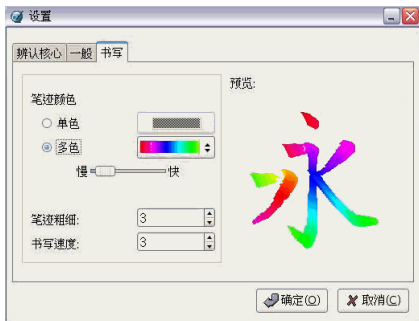 设置
辨认核心 一般 书写
预览:
笔迹颜色
单色
多色
慢 快
笔迹粗细: 3
书写速度: 3
永
确定(O) 取消(C)